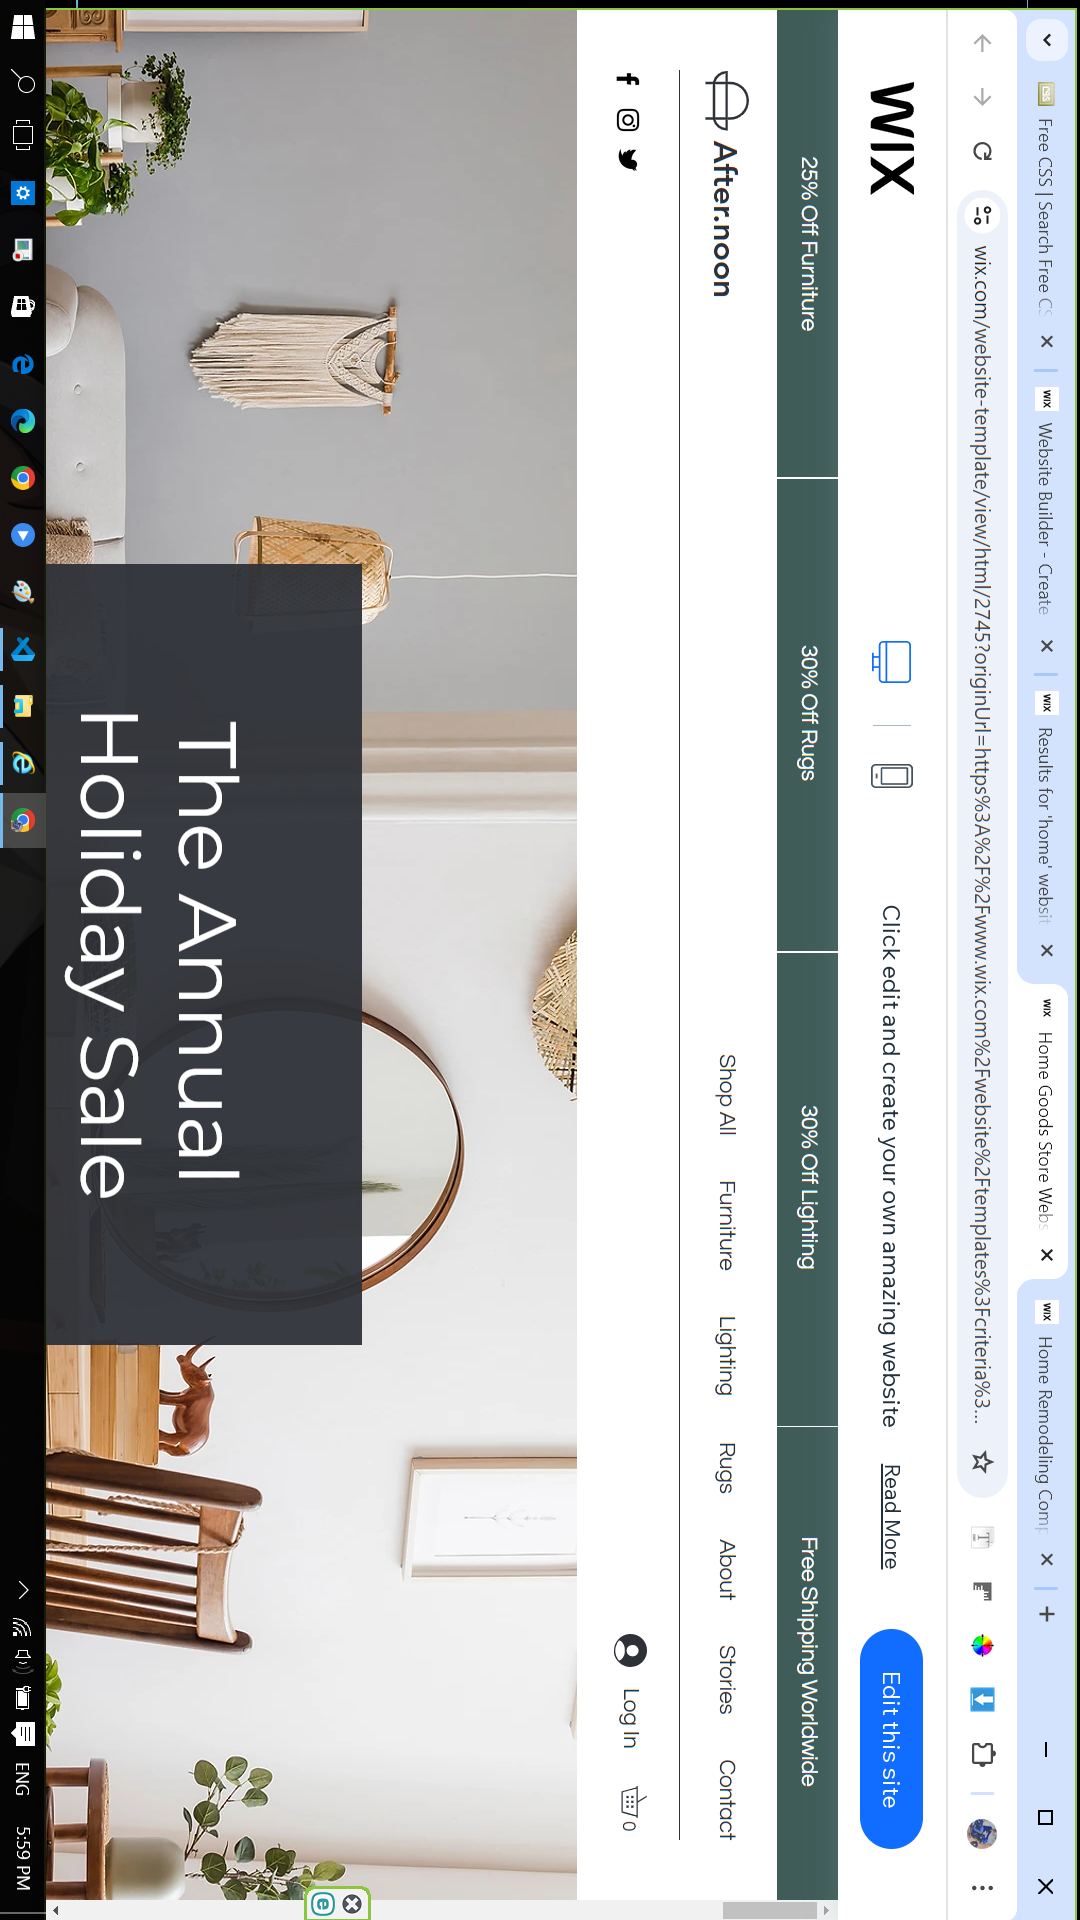 Free CSS | Search Free CS
Website Builder - Create
Results for 'home' websit
Home Goods Store Webs
Home Remodeling Comp
wix.com/website-template/view/html/2745?originUrl=https%3A%2F%2Fwww.wix.com%2Fwebsite%2Ftemplates%3Fcriteria%3...
WIX
Click edit and create your own amazing website
Read More
Edit this site
25% Off Furniture
30% Off Rugs
30% Off Lighting
Free Shipping Worldwide
After.noon
Shop All
Furniture
Lighting
Rugs
About
Stories
Contact
Log In
0
The Annual
Holiday Sale
ENG
5:59 PM